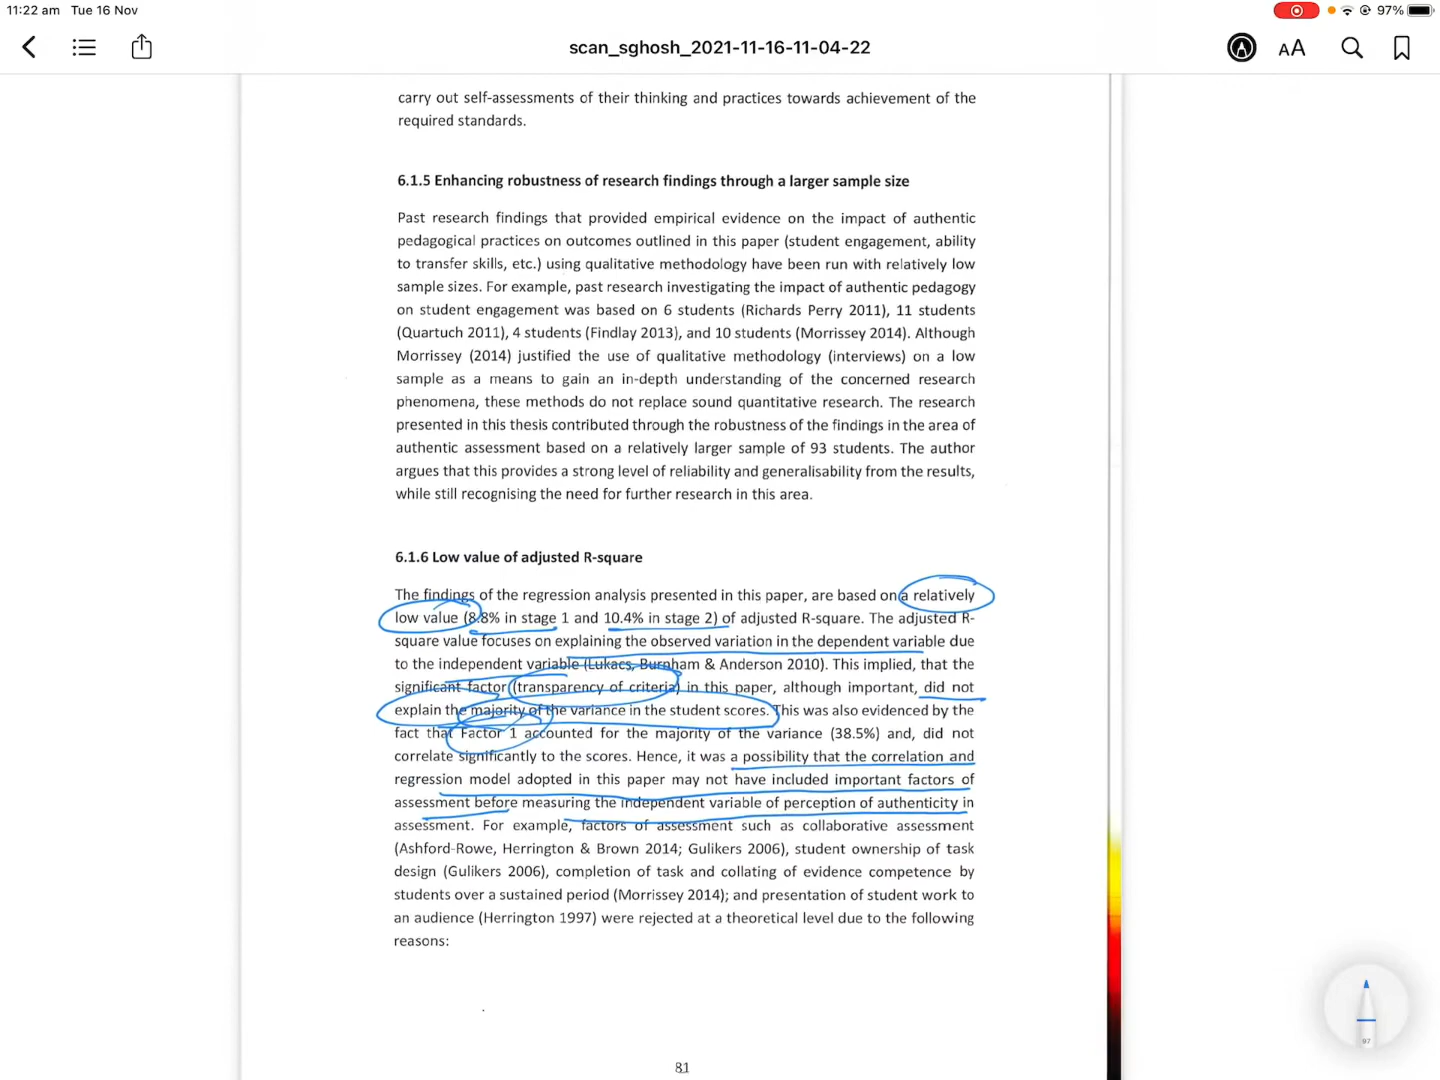 11:22 am Tue 16 Nov
97%
scan_sghosh_2021-11-16-11-04-22
AA
carry out self-assessments of their thinking and practices towards achievement of the
required standards.
6.1.5 Enhancing robustness of research findings through a larger sample size
Past research findings that provided empirical evidence on the impact of authentic
pedagogical practices on outcomes outlined in this paper (student engagement, ability
to transfer skills, etc.) using qualitative methodology have been run with relatively low
sample sizes. For example, past research investigating the impact of authentic pedagogy
on student engagement was based on 6 students (Richards Perry 2011), 11 students
(Quartuch 2011), 4 students (Findlay 2013), and 10 students (Morrissey 2014). Although
Morrissey (2014) justified the use of qualitative methodology (interviews) on a low
sample as a means to gain an in-depth understanding of the concerned research
phenomena, these methods do not replace sound quantitative research. The research
presented in this thesis contributed through the robustness of the findings in the area of
authentic assessment based on a relatively larger sample of 93 students. The author
argues that this provides a strong level of reliability and generalisability from the results,
while still recognising the need for further research in this area.
6.1.6 Low value of adjusted R-square
The findings of the regression analysis presented in this paper, are based on a relatively
low value (8.8% in stage 1 and 10.4% in stage 2) of adjusted R-square. The adjusted R-
square value focuses on explaining the observed variation in the dependent variable due
to the independent variable (Lukacs, Burnham & Anderson 2010). This implied, that the
significant factor (transparency of criteria) in this paper, although important, did not
explain the majority of the variance in the student scores. This was also evidenced by the
fact that Factor 1 accounted for the majority of the variance (38.5%) and, did not
correlate significantly to the scores. Hence, it was a possibility that the correlation and
regression model adopted in this paper may not have included important factors of
assessment before measuring the independent variable of perception of authenticity in
assessment. For example, factors of assessment such as collaborative assessment
(Ashford-Rowe, Herrington & Brown 2014; Gulikers 2006), student ownership of task
design (Gulikers 2006), completion of task and collating of evidence competence by
students over a sustained period (Morrissey 2014); and presentation of student work to
an audience (Herrington 1997) were rejected at a theoretical level due to the following
reasons:
97
81